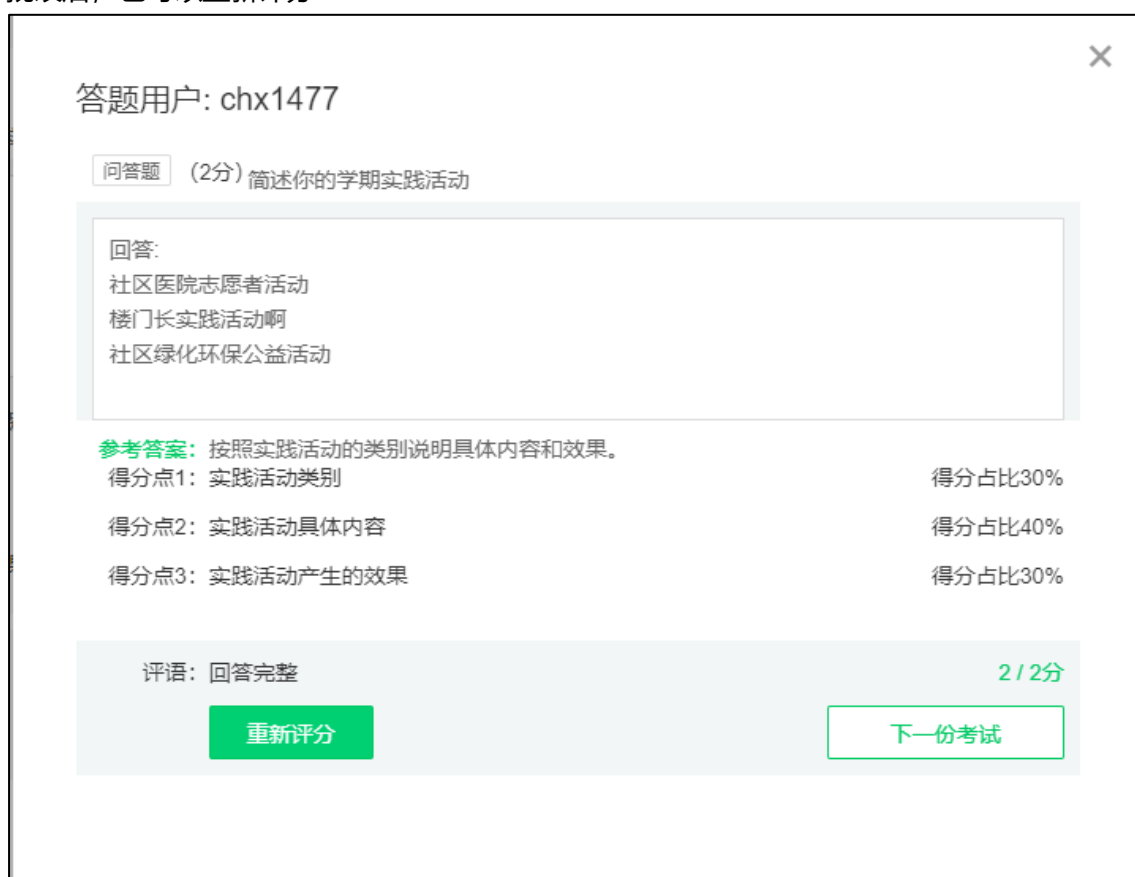 答题用户: chx1477
问答题 （2分）简述你的学期实践活动
回答:
社区医院志愿者活动
楼门长实践活动啊
社区绿化环保公益活动
参考答案：按照实践活动的类别说明具体内容和效果。
得分点1：实践活动类别 得分占比30%
得分点2：实践活动具体内容 得分占比40%
得分点3：实践活动产生的效果 得分占比30%
评语：回答完整 2 / 2分
重新评分 下一份考试